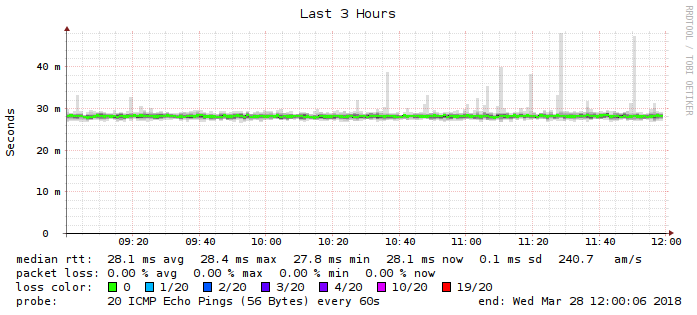 Last 3 Hours
RRDTOOL / TOBI OETIKER
Seconds
40 m
30 m
20 m
10 m
0
09:20 09:40 10:00 10:20 10:40 11:00 11:20 11:40 12:00
median rtt: 28.1 ms avg 28.4 ms max 27.8 ms min 28.1 ms now 0.1 ms sd 240.7 am/s
packet loss: 0.00 % avg 0.00 % max 0.00 % min 0.00 % now
loss color: 0 1/20 2/20 3/20 4/20 10/20 19/20
probe: 20 ICMP Echo Pings (56 Bytes) every 60s end: Wed Mar 28 12:00:06 2018